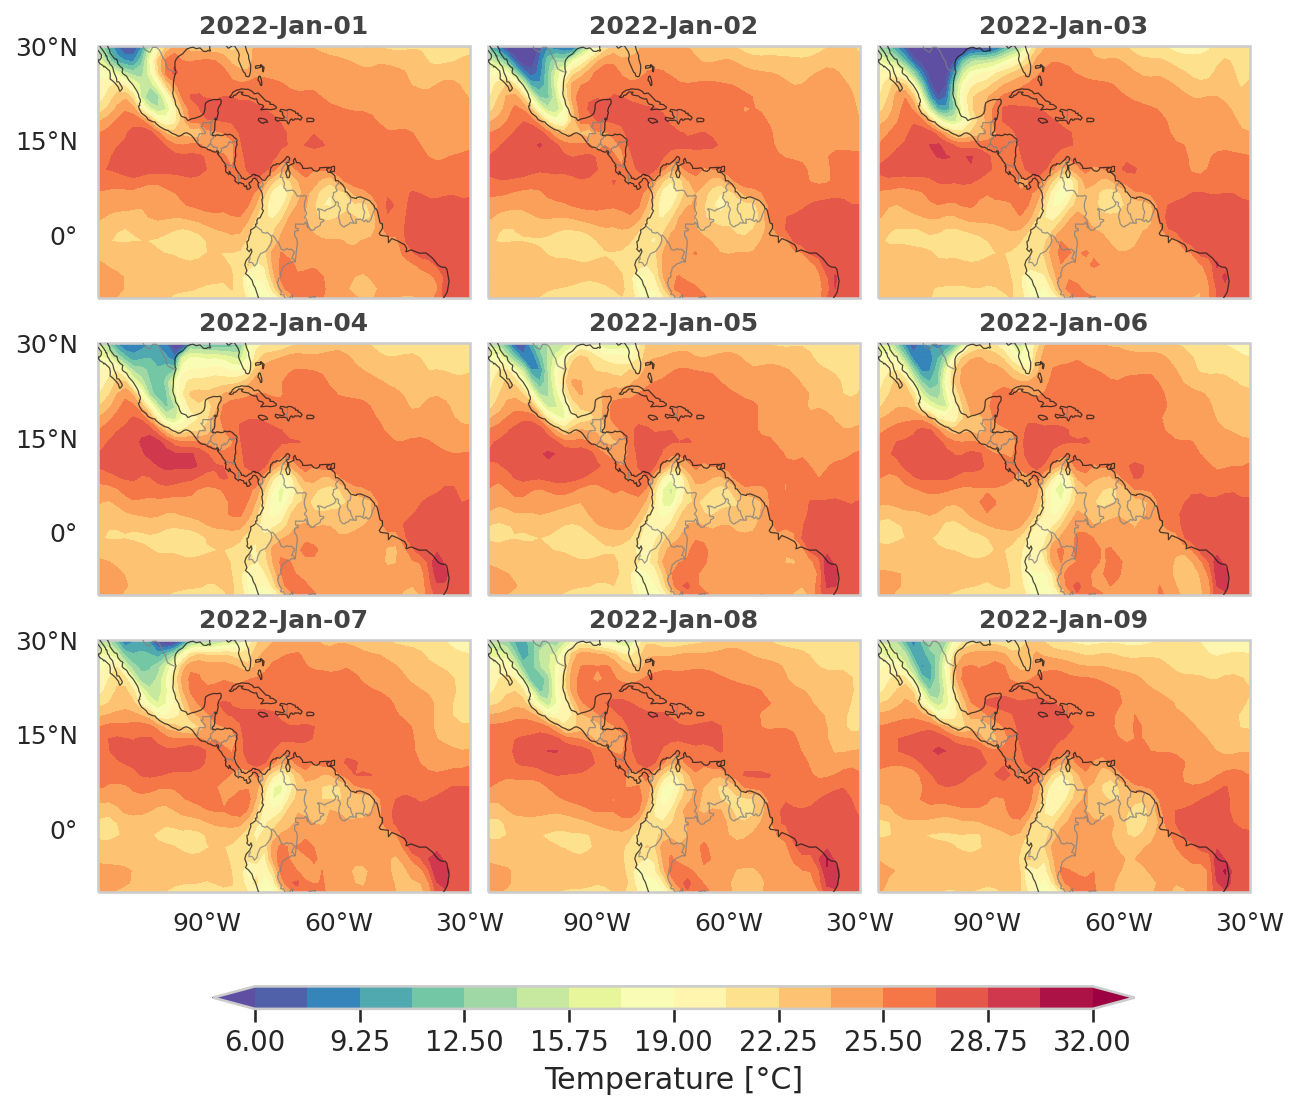 2022-Jan-01 2022-Jan-02 2022-Jan-03
30°N
15°N
0°
2022-Jan-04 2022-Jan-05 2022-Jan-06
30°N
15°N
0°
2022-Jan-07 2022-Jan-08 2022-Jan-09
30°N
15°N
0°
90°W 60°W 30°W 90°W 60°W 30°W 90°W 60°W 30°W
6.00 9.25 12.50 15.75 19.00 22.25 25.50 28.75 32.00
Temperature [°C]